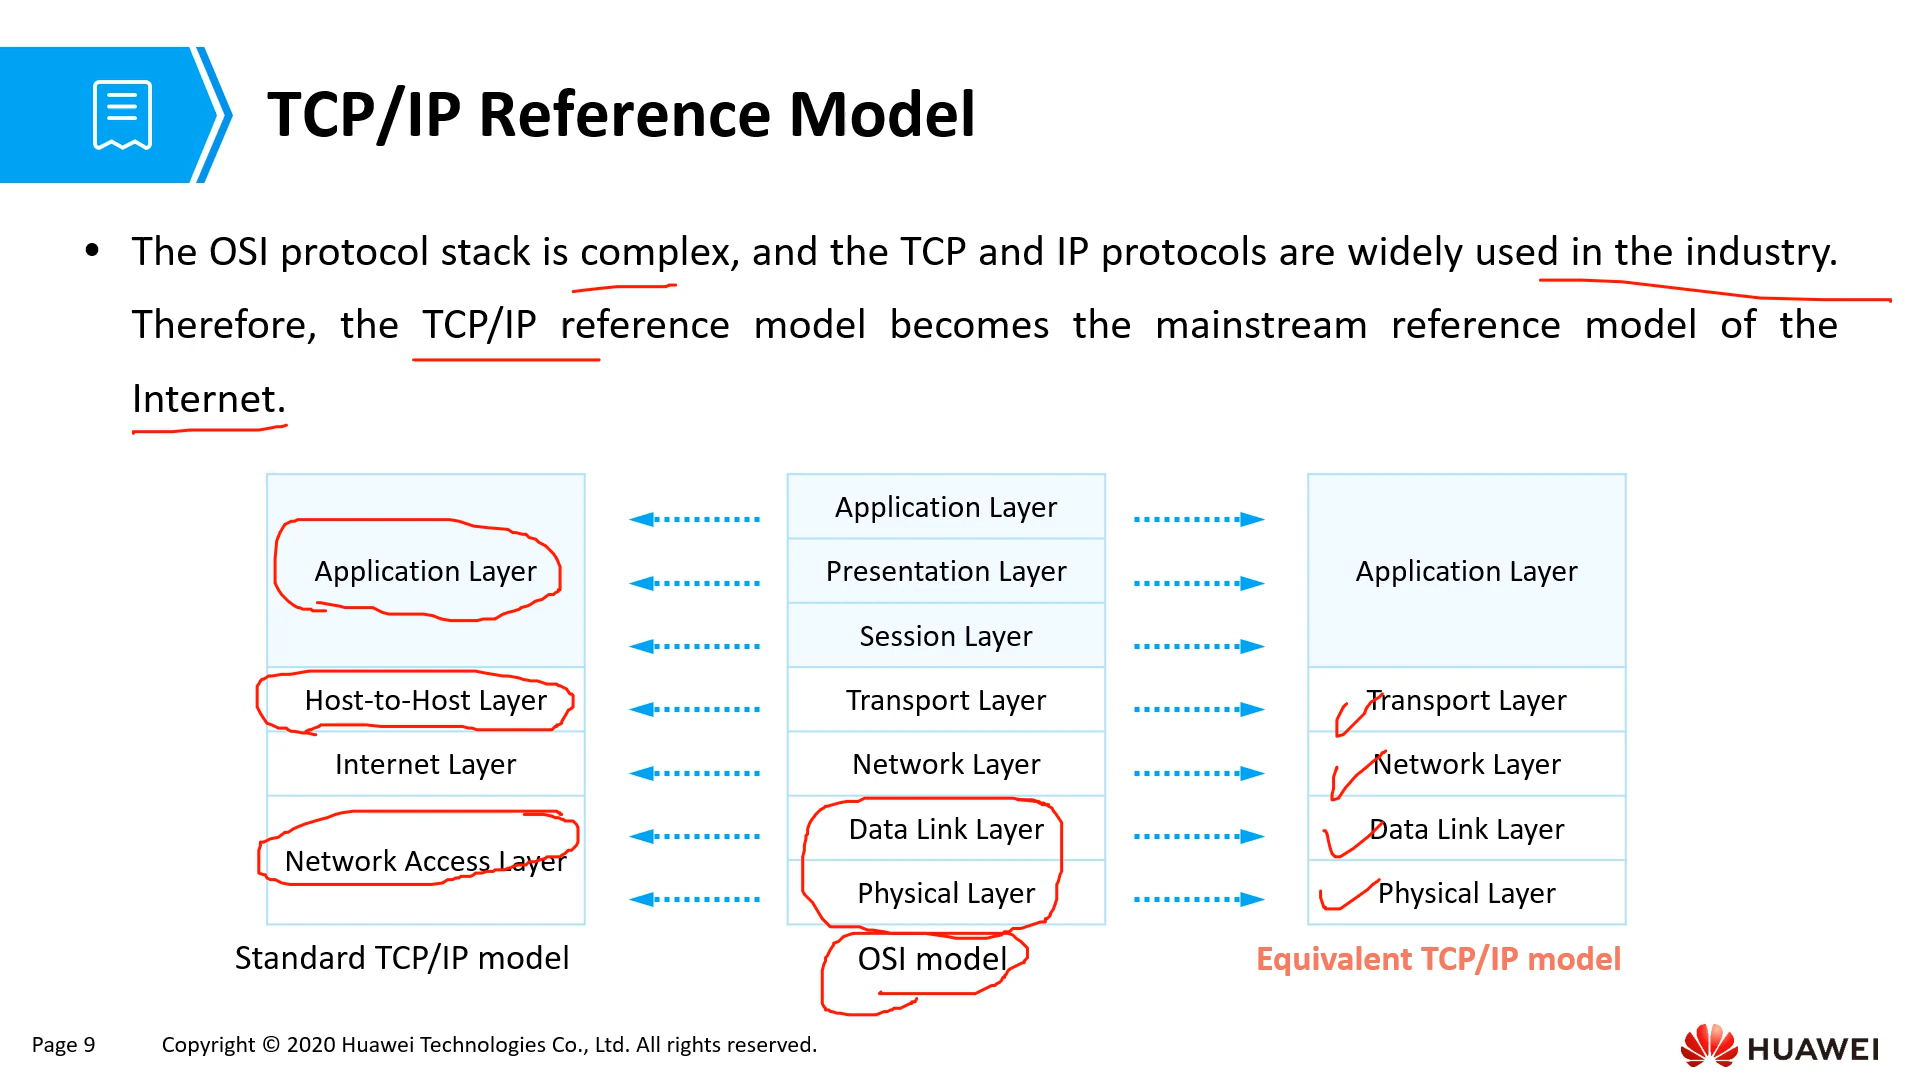 TCP/IP Reference Model
• The OSI protocol stack is complex, and the TCP and IP protocols are widely used in the industry.
Therefore, the TCP/IP reference model becomes the mainstream reference model of the
Internet.
Application Layer
Host-to-Host Layer
Internet Layer
Network Access Layer
Standard TCP/IP model
Application Layer
Presentation Layer
Session Layer
Transport Layer
Network Layer
Data Link Layer
Physical Layer
OSI model
Application Layer
Transport Layer
Network Layer
Data Link Layer
Physical Layer
Equivalent TCP/IP model
Page 9
Copyright © 2020 Huawei Technologies Co., Ltd. All rights reserved.
HUAWEI